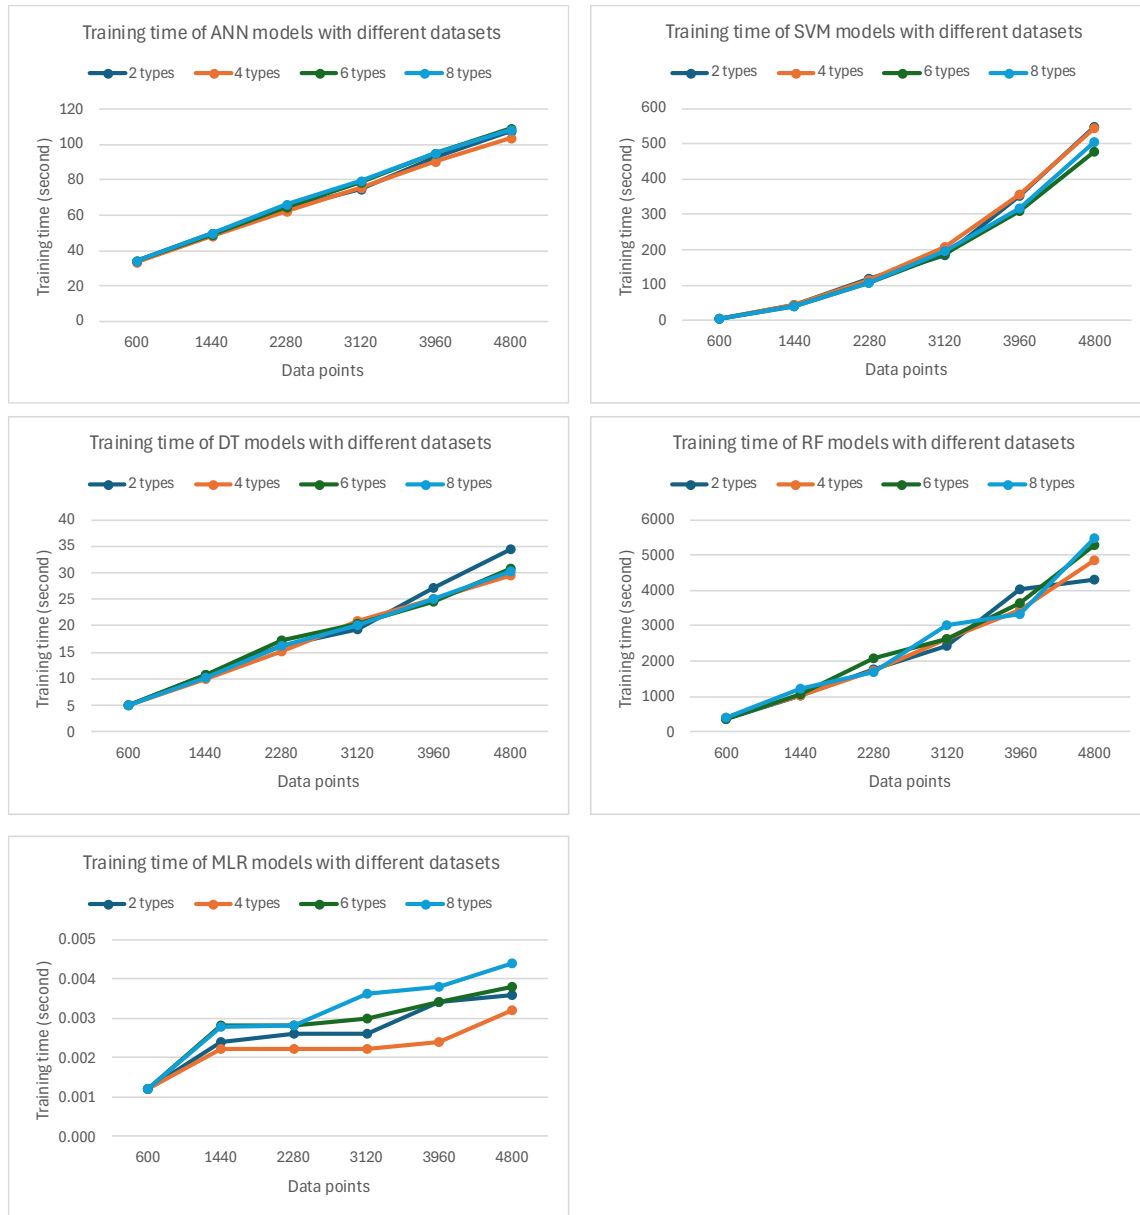 Training time of ANN models with different datasets
2 types 4 types 6 types 8 types
Training time (second)
120
100
80
60
40
20
0
600 1440 2280 3120 3960 4800
Data points
Training time of SVM models with different datasets
2 types 4 types 6 types 8 types
Training time (second)
600
500
400
300
200
100
0
600 1440 2280 3120 3960 4800
Data points
Training time of DT models with different datasets
2 types 4 types 6 types 8 types
Training time (second)
40
35
30
25
20
15
10
5
0
600 1440 2280 3120 3960 4800
Data points
Training time of RF models with different datasets
2 types 4 types 6 types 8 types
Training time (second)
6000
5000
4000
3000
2000
1000
0
600 1440 2280 3120 3960 4800
Data points
Training time of MLR models with different datasets
2 types 4 types 6 types 8 types
Training time (second)
0.005
0.004
0.003
0.002
0.001
0.000
600 1440 2280 3120 3960 4800
Data points